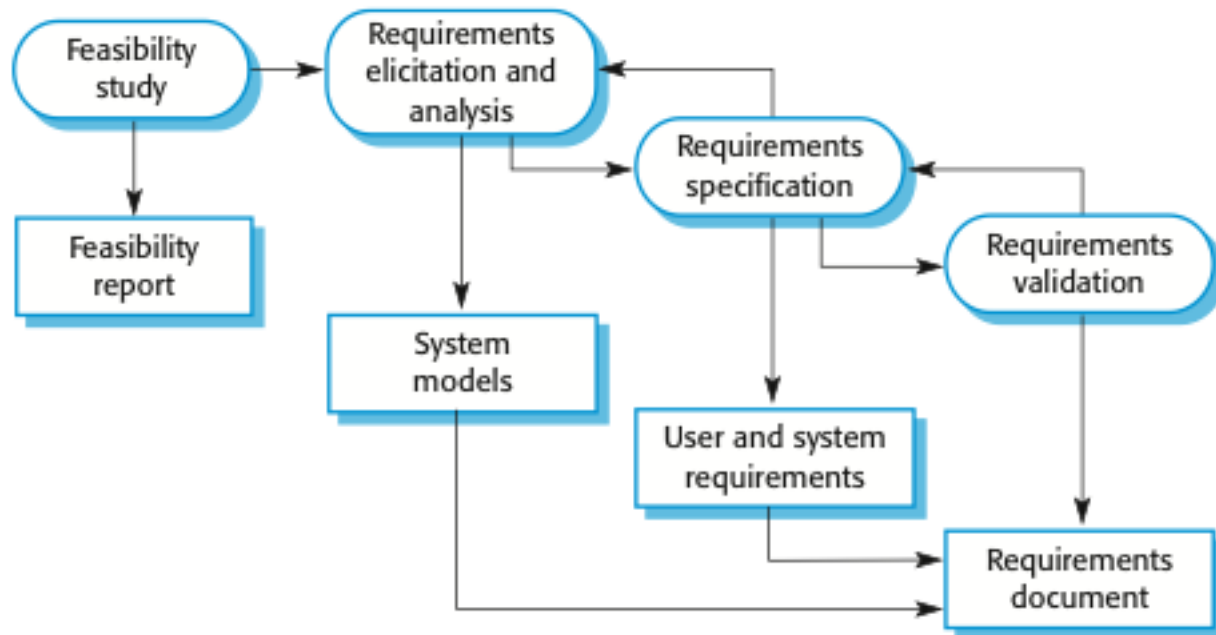 Feasibility
study
Requirements
elicitation and
analysis
Requirements
specification
Requirements
validation
Feasibility
report
System
models
User and system
requirements
Requirements
document